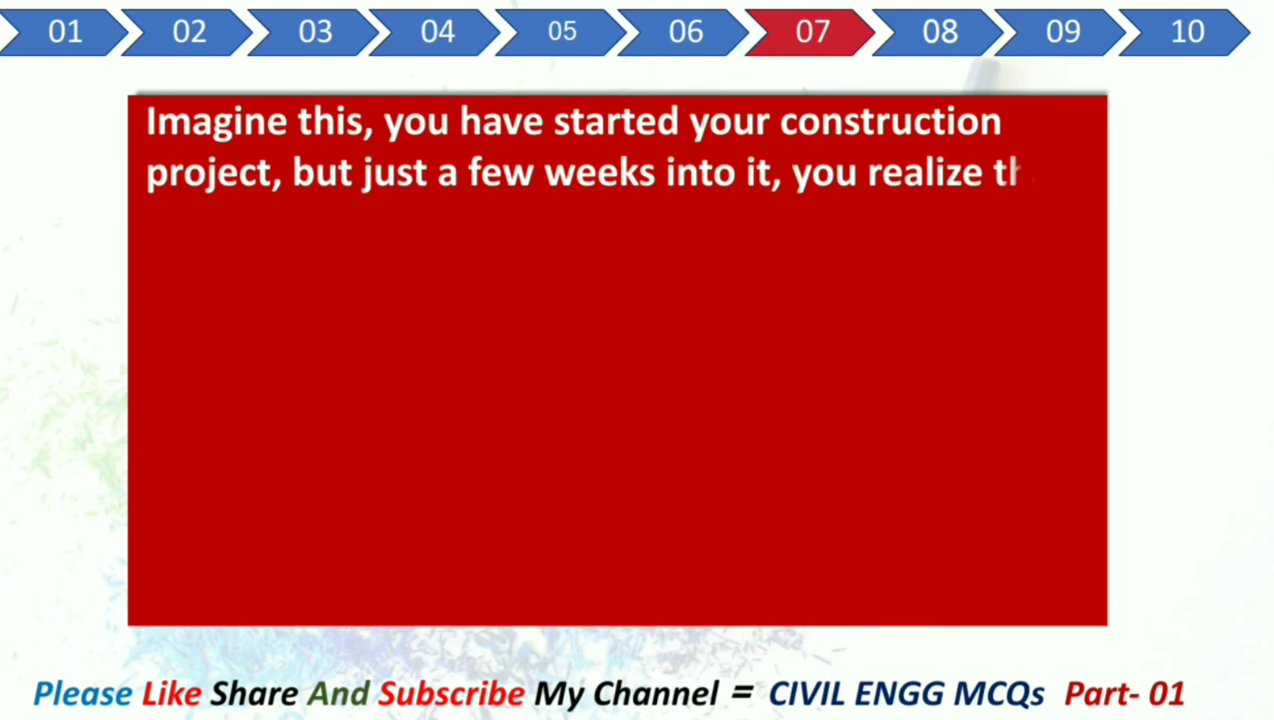 01 02 03 04 05 06 07 08 09 10
Imagine this, you have started your construction
project, but just a few weeks into it, you realize
Please Like Share And Subscribe My Channel = CIVIL ENGG MCQs Part- 01